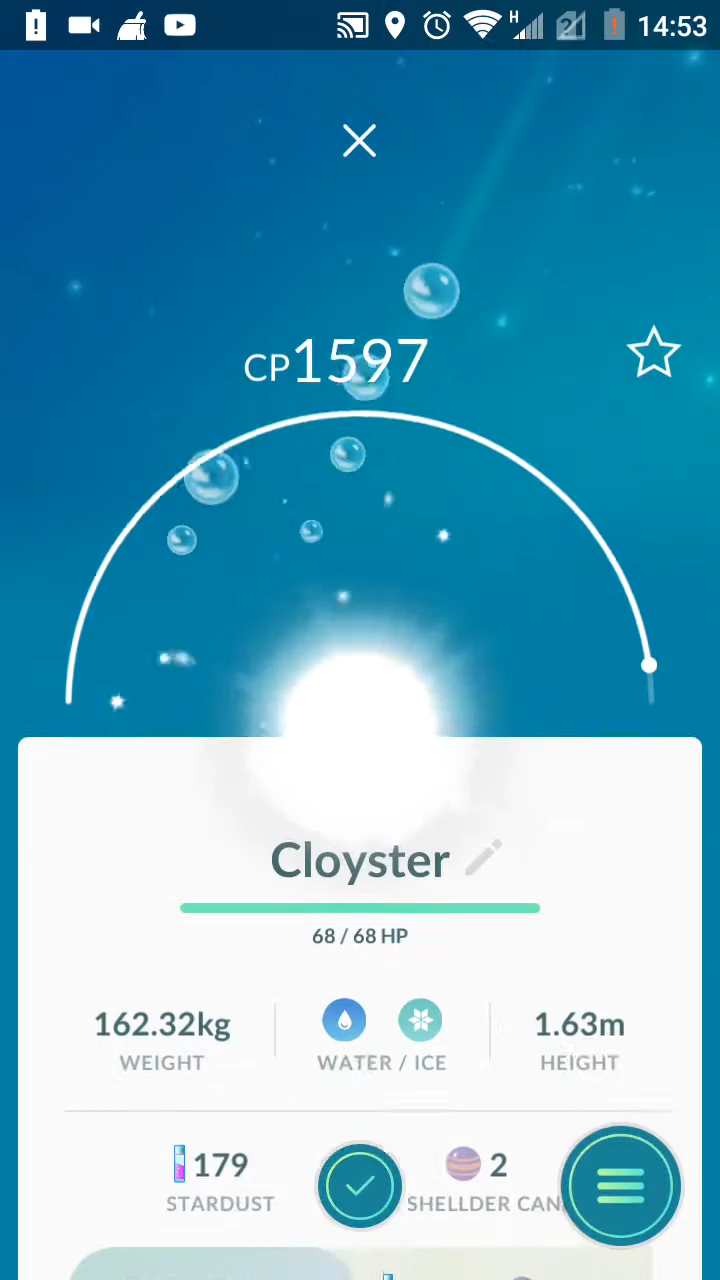 H 2 14:53
CP1597
Cloyster
68 / 68 HP
162.32kg 1.63m
WEIGHT WATER / ICE HEIGHT
179 2
STARDUST SHELLDER CAN